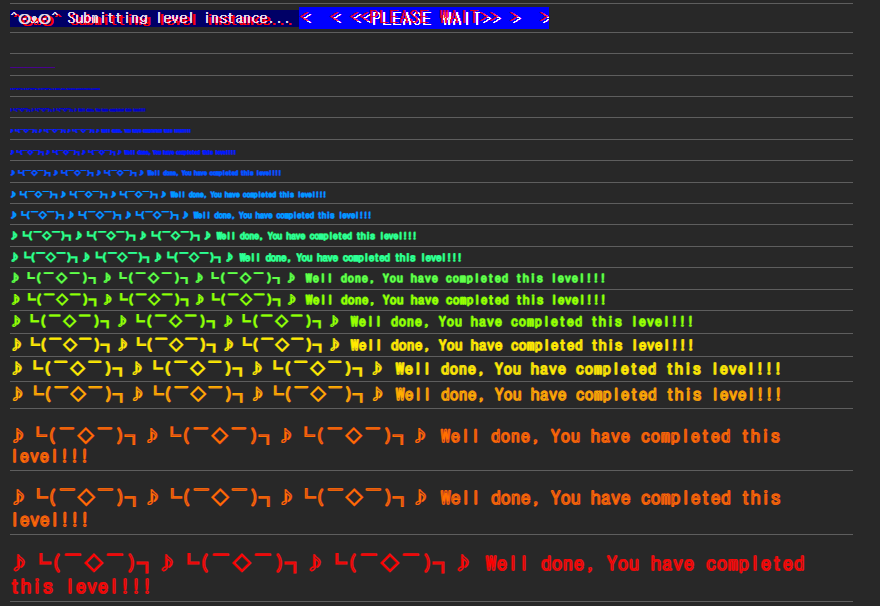 ^⊙ﻌ⊙^ Submitting level instance... < < <<PLEASE WAIT>> > >
♪ ┗(￣◇￣)┓♪ ┗(￣◇￣)┓♪ ┗(￣◇￣)┓♪ Well done, You have completed this level!!!
♪ ┗(￣◇￣)┓♪ ┗(￣◇￣)┓♪ ┗(￣◇￣)┓♪ Well done, You have completed this level!!!
♪ ┗(￣◇￣)┓♪ ┗(￣◇￣)┓♪ ┗(￣◇￣)┓♪ Well done, You have completed this level!!!
♪ ┗(￣◇￣)┓♪ ┗(￣◇￣)┓♪ ┗(￣◇￣)┓♪ Well done, You have completed this level!!!
♪ ┗(￣◇￣)┓♪ ┗(￣◇￣)┓♪ ┗(￣◇￣)┓♪ Well done, You have completed this level!!!
♪ ┗(￣◇￣)┓♪ ┗(￣◇￣)┓♪ ┗(￣◇￣)┓♪ Well done, You have completed this level!!!
♪ ┗(￣◇￣)┓♪ ┗(￣◇￣)┓♪ ┗(￣◇￣)┓♪ Well done, You have completed this level!!!
♪ ┗(￣◇￣)┓♪ ┗(￣◇￣)┓♪ ┗(￣◇￣)┓♪ Well done, You have completed this level!!!
♪ ┗(￣◇￣)┓♪ ┗(￣◇￣)┓♪ ┗(￣◇￣)┓♪ Well done, You have completed this level!!!
♪ ┗(￣◇￣)┓♪ ┗(￣◇￣)┓♪ ┗(￣◇￣)┓♪ Well done, You have completed this level!!!
♪ ┗(￣◇￣)┓♪ ┗(￣◇￣)┓♪ ┗(￣◇￣)┓♪ Well done, You have completed this level!!!
♪ ┗(￣◇￣)┓♪ ┗(￣◇￣)┓♪ ┗(￣◇￣)┓♪ Well done, You have completed this
level!!!
♪ ┗(￣◇￣)┓♪ ┗(￣◇￣)┓♪ ┗(￣◇￣)┓♪ Well done, You have completed this
level!!!
♪ ┗(￣◇￣)┓♪ ┗(￣◇￣)┓♪ ┗(￣◇￣)┓♪ Well done, You have completed
this level!!!